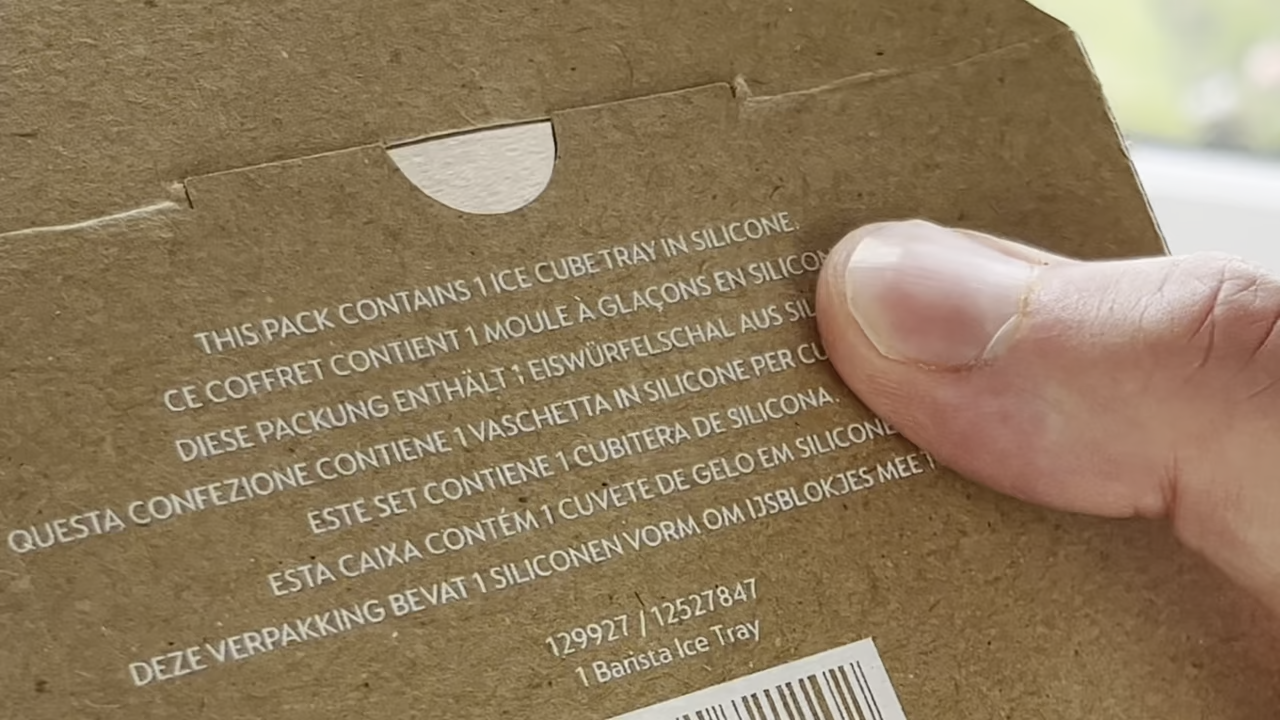 THIS PACK CONTAINS 1 ICE CUBE TRAY IN SILICONE.
CE COFFRET CONTIENT 1 MOULE À GLAÇONS EN
DIESE PACKUNG ENTHÄLT 1 EISWÜRFELSCHAL AUS
QUESTA CONFEZIONE CONTIENE 1 VASCHETTA IN SILICONE PER
ESTE SET CONTIENE 1 CUBITERA DE SILICONA.
ESTA CAIXA CONTÉM 1 CUVETE DE GELO EM SILICONE
DEZE VERPAKKING BEVAT 1 SILICONEN VORM OM IJSBLOKJES MEE
129927 / 12527847
1 Barista Ice Tray